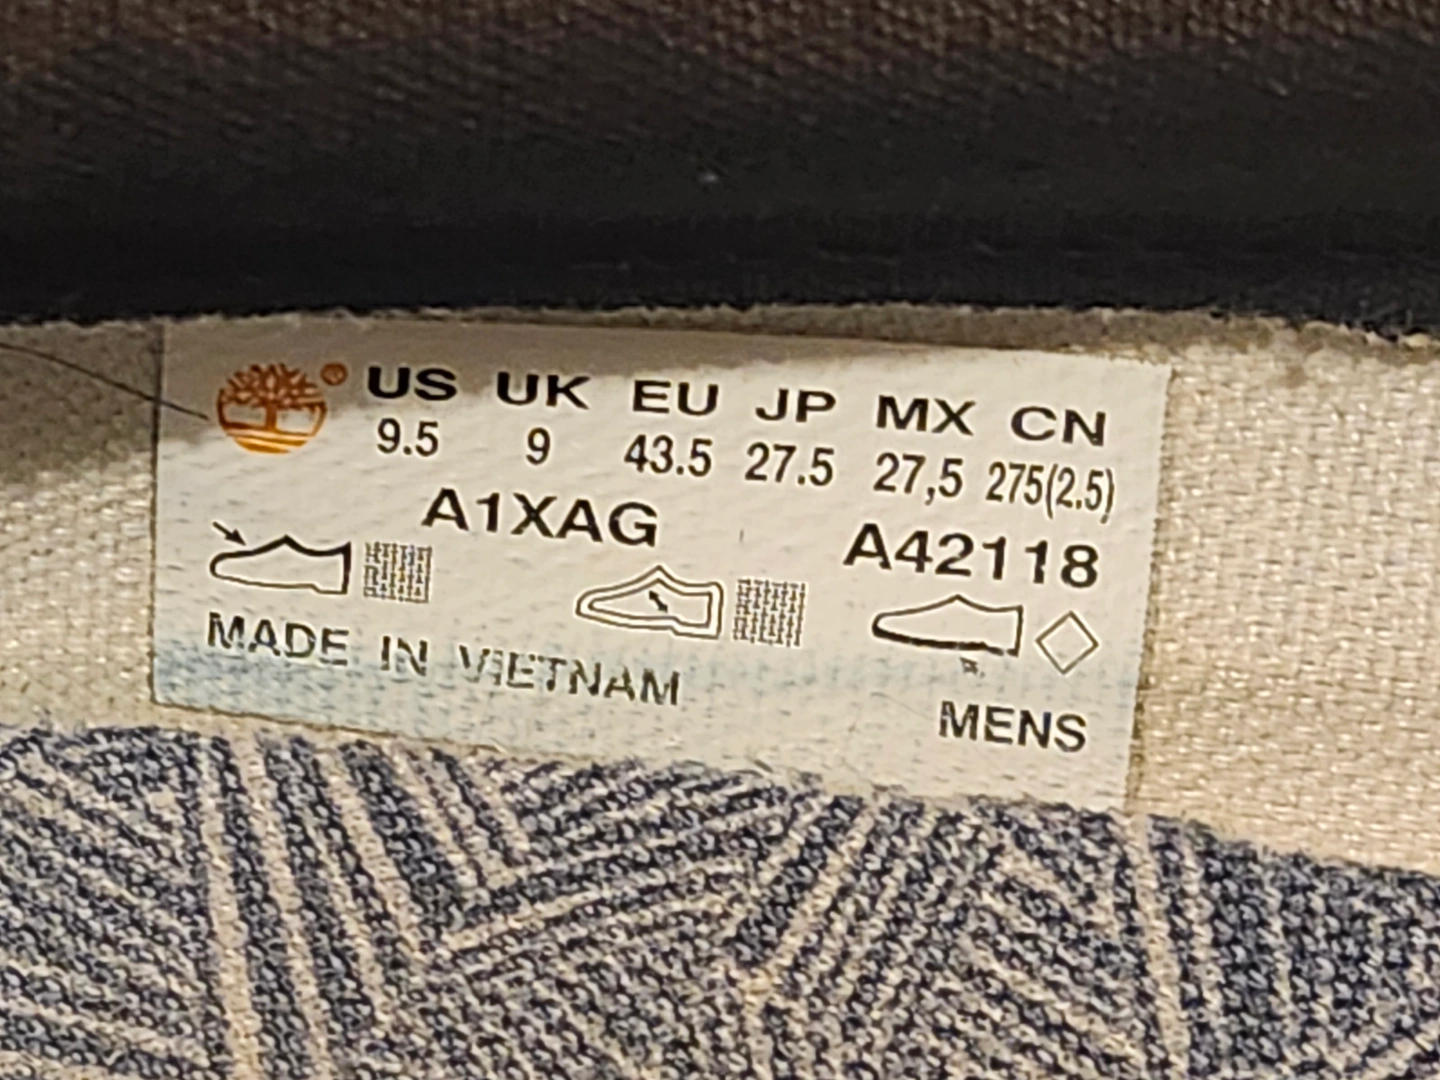 ® US UK EU JP MX CN
9.5 9 43.5 27.5 27,5 275(2.5)
A1XAG A42118
MADE IN VIETNAM
MENS